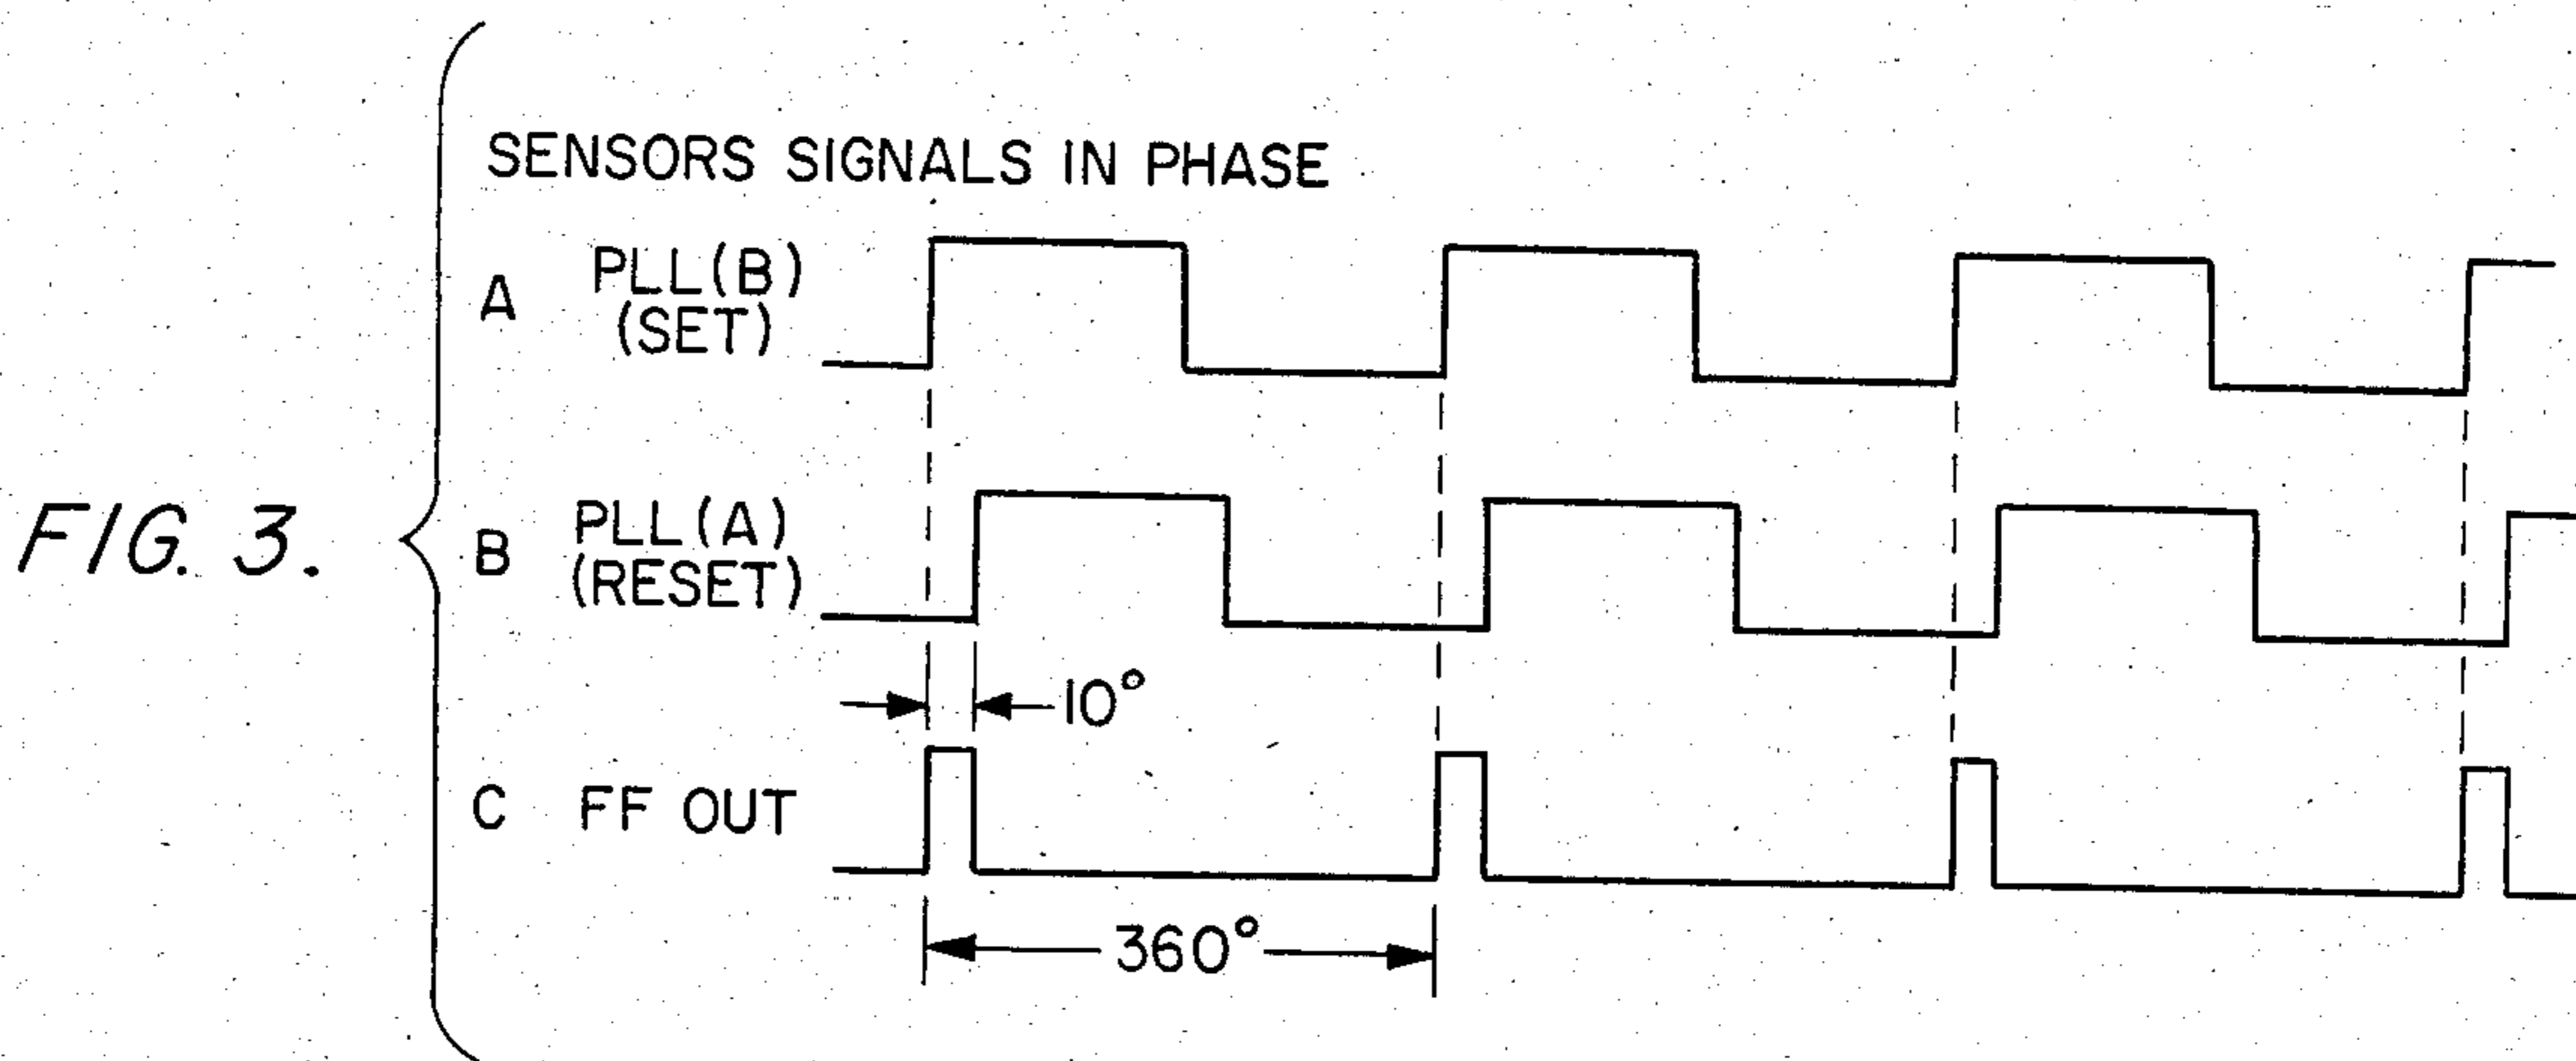 SENSORS SIGNALS IN PHASE
A PLL(B)
(SET)
FIG. 3.
B PLL(A)
(RESET)
10°
C FF OUT
360°